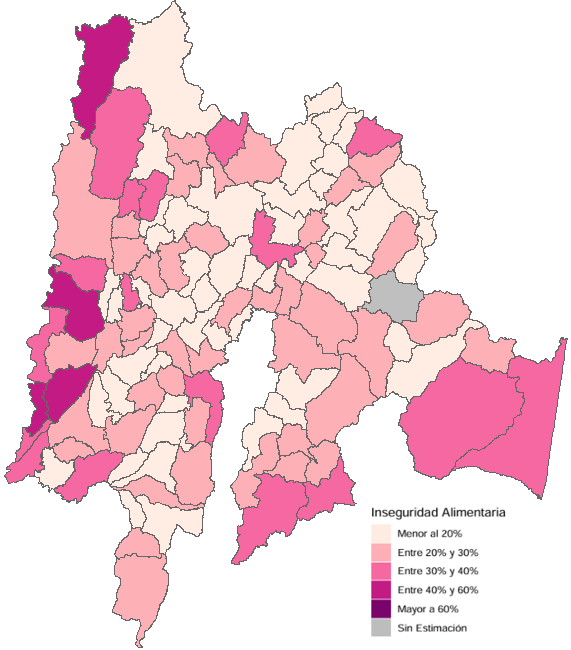 Inseguridad Alimentaria
Menor al 20%
Entre 20% y 30%
Entre 30% y 40%
Entre 40% y 60%
Mayor a 60%
Sin Estimación